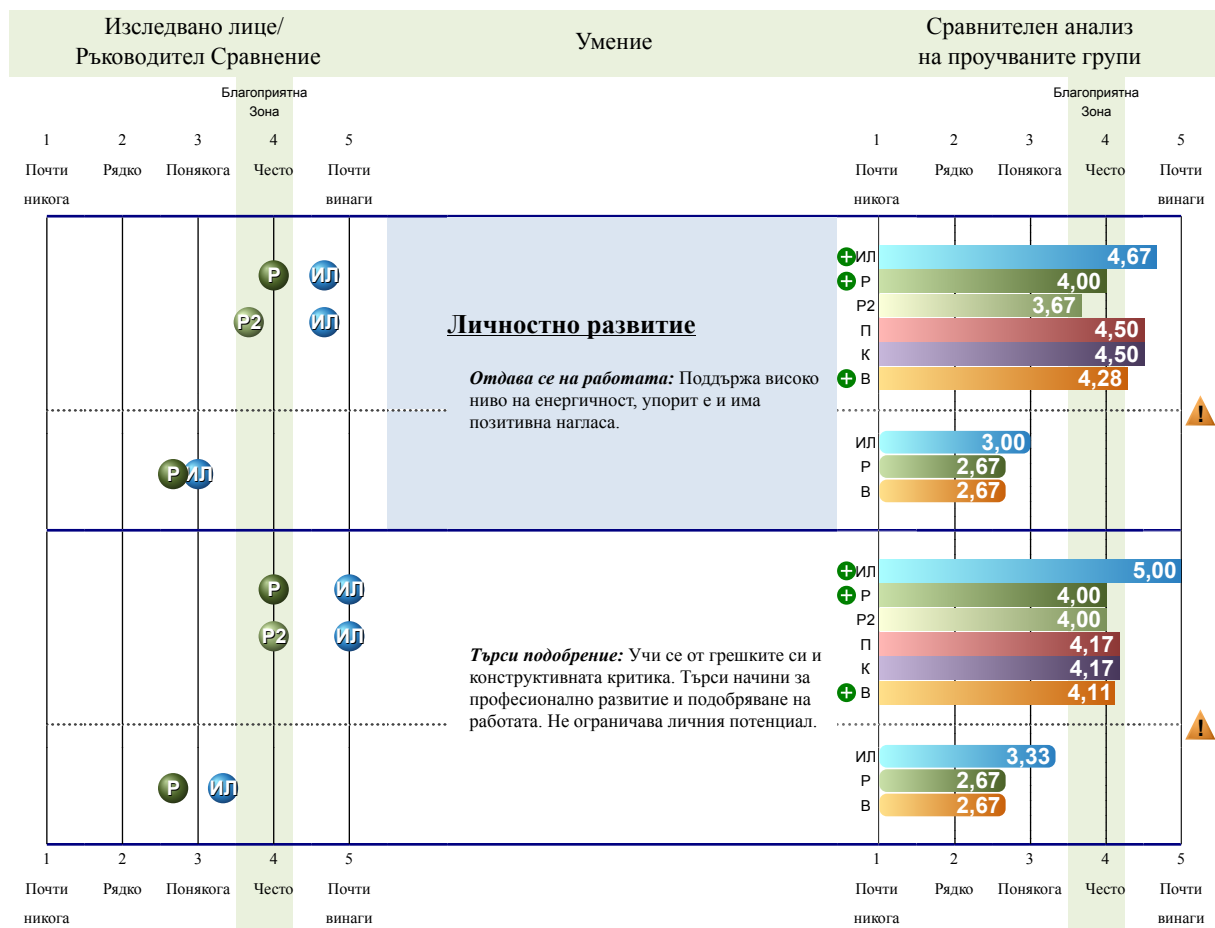 Изследвано лице/
Ръководител Сравнение
Умение
Сравнителен анализ
на проучваните групи
Благоприятна
Зона
Благоприятна
Зона
1 2 3 4 5
1 2 3 4 5
Почти Рядко Понякога Често Почти
Почти Рядко Понякога Често Почти
никога винаги
никога винаги
Р ИЛ
Р2 ИЛ
Р ИЛ
Личностно развитие
Отдава се на работата: Поддържа високо
ниво на енергичност, упорит е и има
позитивна нагласа.
ИЛ 4,67
Р 4,00
Р2 3,67
П 4,50
К 4,50
В 4,28
ИЛ 3,00
Р 2,67
В 2,67
Р ИЛ
Р2 ИЛ
Р ИЛ
Търси подобрение: Учи се от грешките си и
конструктивната критика. Търси начини за
професионално развитие и подобряване на
работата. Не ограничава личния потенциал.
ИЛ 5,00
Р 4,00
Р2 4,00
П 4,17
К 4,17
В 4,11
ИЛ 3,33
Р 2,67
В 2,67
1 2 3 4 5
1 2 3 4 5
Почти Рядко Понякога Често Почти
Почти Рядко Понякога Често Почти
никога винаги
никога винаги